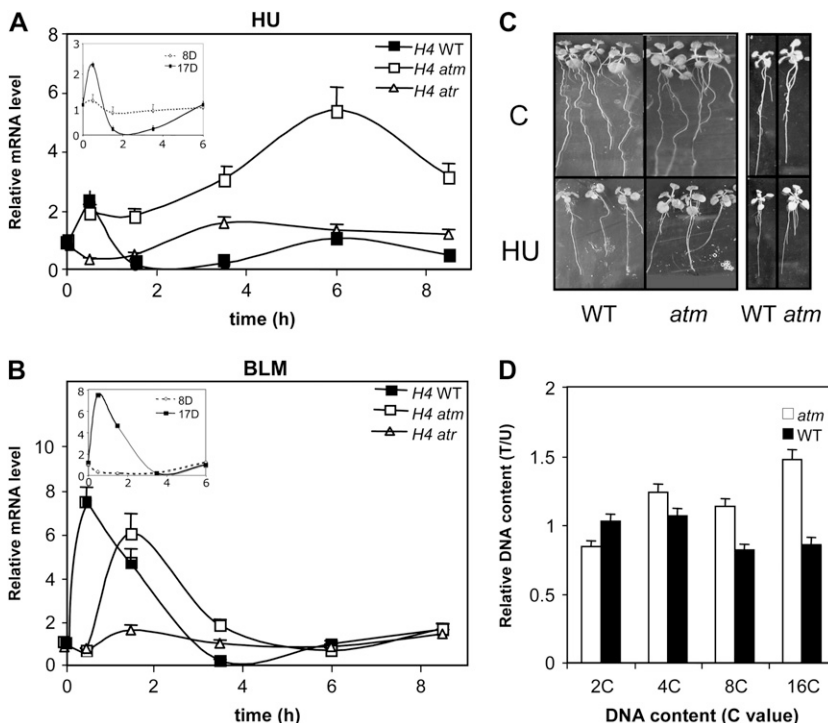 A
HU
Relative mRNA level
8
6
4
2
0
0
2
4
6
8
time (h)
H4 WT
H4 atm
H4 atr
3
2
1
0
0
2
4
6
8D
17D
B
BLM
Relative mRNA level
10
8
6
4
2
0
0
2
4
6
8
time (h)
H4 WT
H4 atm
H4 atr
8
6
4
2
0
0
2
4
6
8D
17D
C
C
HU
WT
atm
WT atm
D
Relative DNA content (T/U)
2
1.5
1
0.5
0
atm
WT
2C
4C
8C
16C
DNA content (C value)